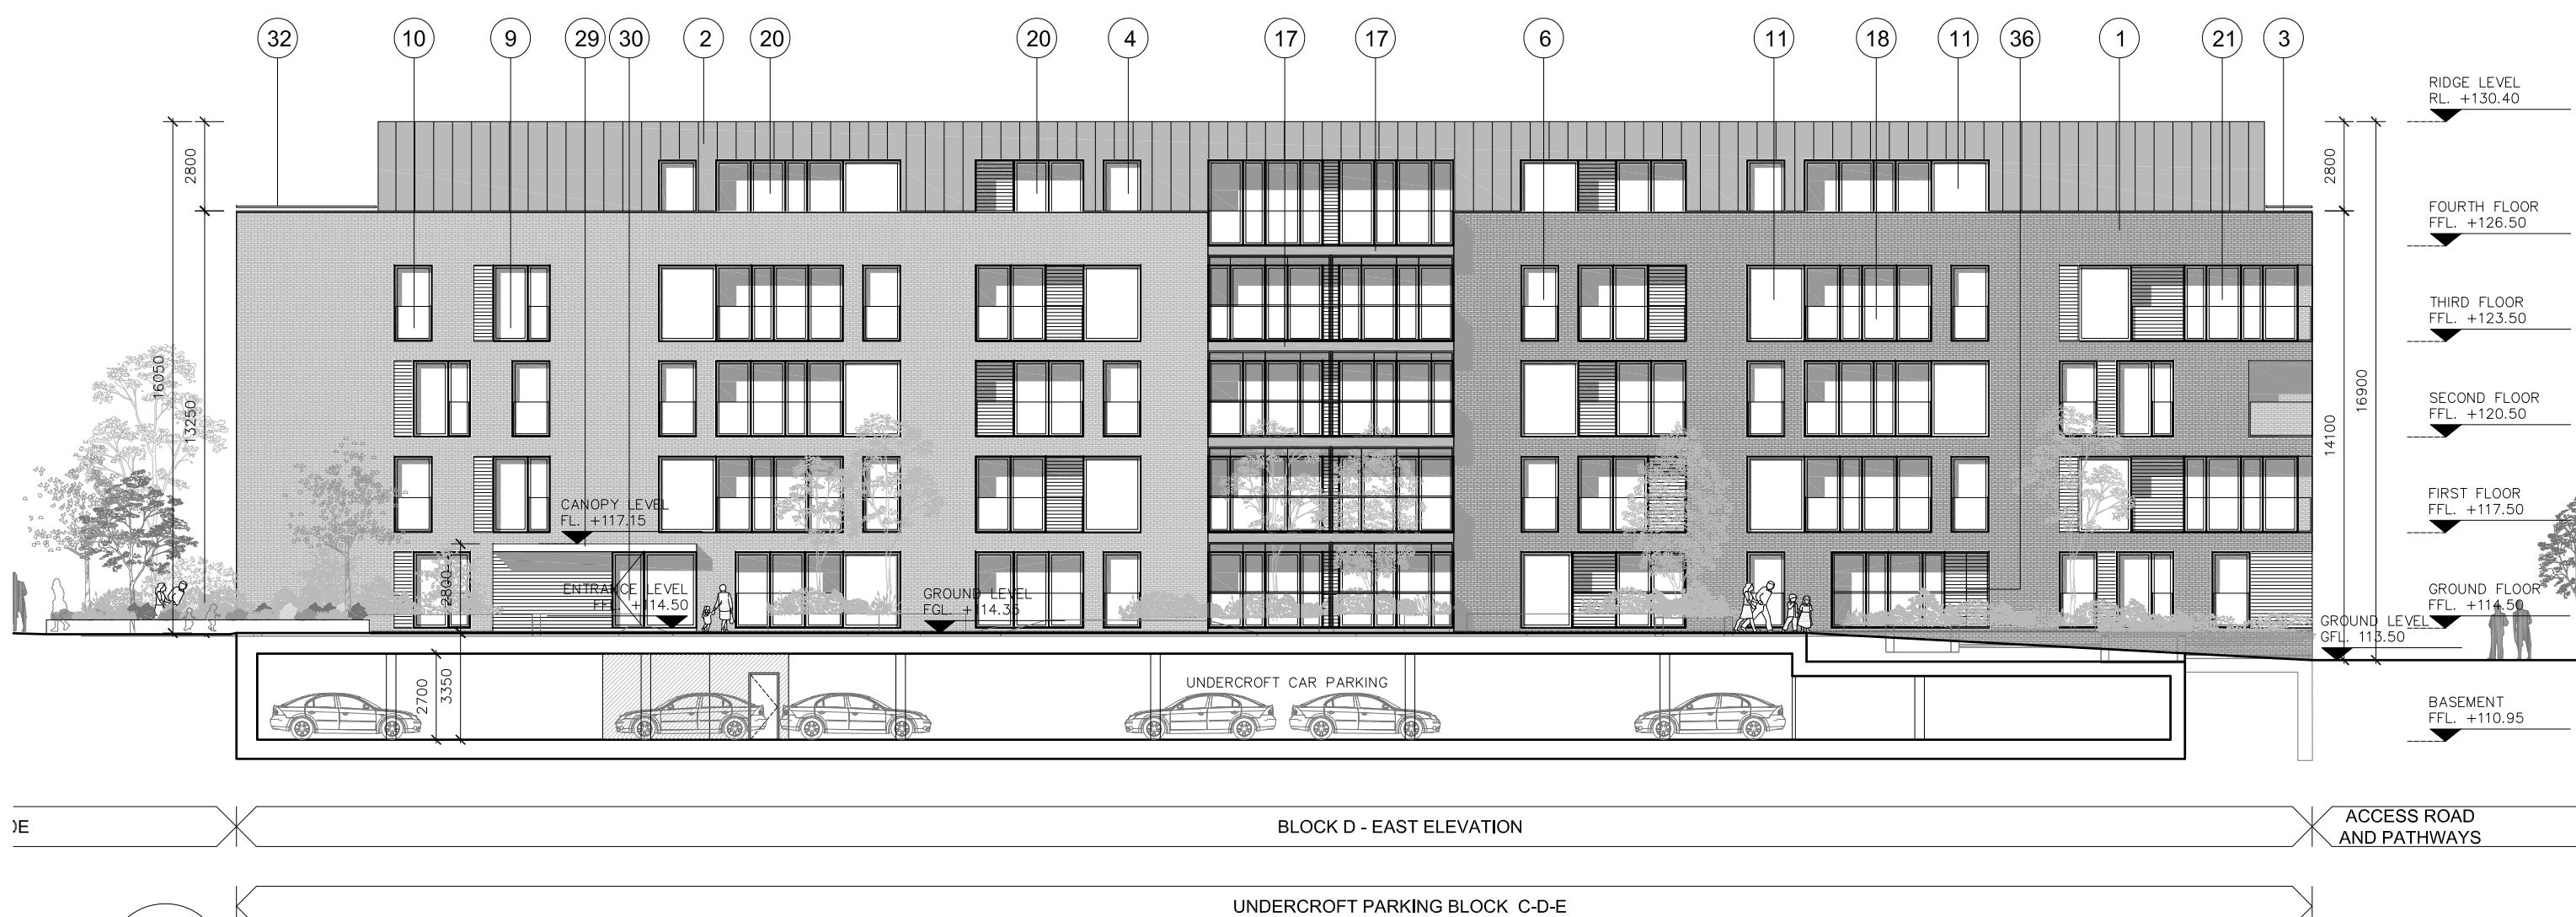 32 10 9 29 30 2 20 20 4 17 17 6 11 18 11 36 1 21 3
RIDGE LEVEL
RL. +130.40
2800
2800
FOURTH FLOOR
FFL. +126.50
THIRD FLOOR
FFL. +123.50
16050
13250
16900
14100
SECOND FLOOR
FFL. +120.50
CANOPY LEVEL
FL. +117.15
FIRST FLOOR
FFL. +117.50
2800
ENTRANCE LEVEL
FFL. +114.50
GROUND LEVEL
FGL. +114.35
GROUND FLOOR
FFL. +114.50
GROUND LEVEL
GFL. 113.50
2700
3350
UNDERCROFT CAR PARKING
BASEMENT
FFL. +110.95
DE
BLOCK D - EAST ELEVATION
ACCESS ROAD
AND PATHWAYS
UNDERCROFT PARKING BLOCK C-D-E